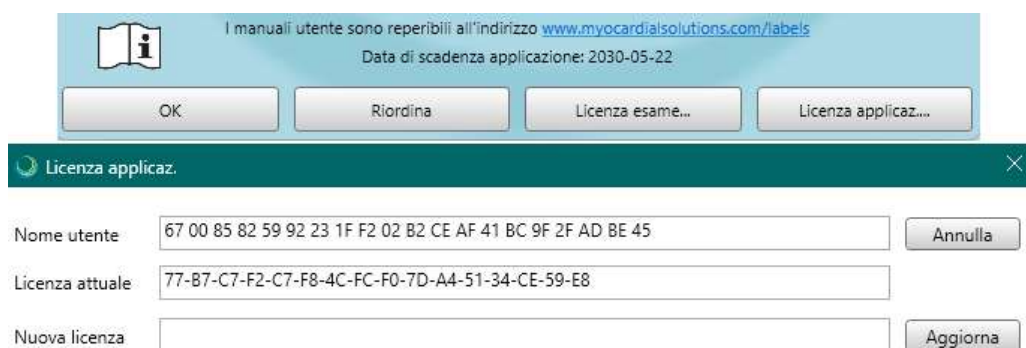 I manuali utente sono reperibili all'indirizzo www.myocardialsolutions.com/labels
Data di scadenza applicazione: 2030-05-22
OK
Riordina
Licenza esame...
Licenza applicaz....
Licenza applicaz.
Nome utente
67 00 85 82 59 92 23 1F F2 02 B2 CE AF 41 BC 9F 2F AD BE 45
Annulla
Licenza attuale
77-B7-C7-F2-C7-F8-4C-FC-F0-7D-A4-51-34-CE-59-E8
Nuova licenza
Aggiorna